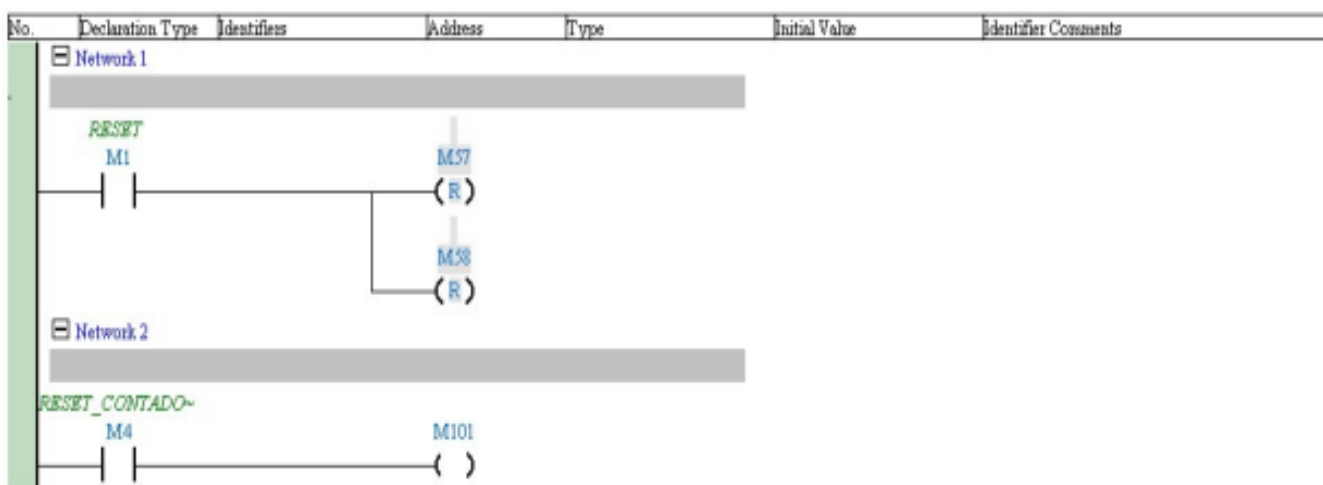 No. Declaration Type Identifiers Address Type Initial Value Identifier Comments
Network 1
RESET
M1 M57
R
M58
R
Network 2
RESET_CONTADO~
M4 M101